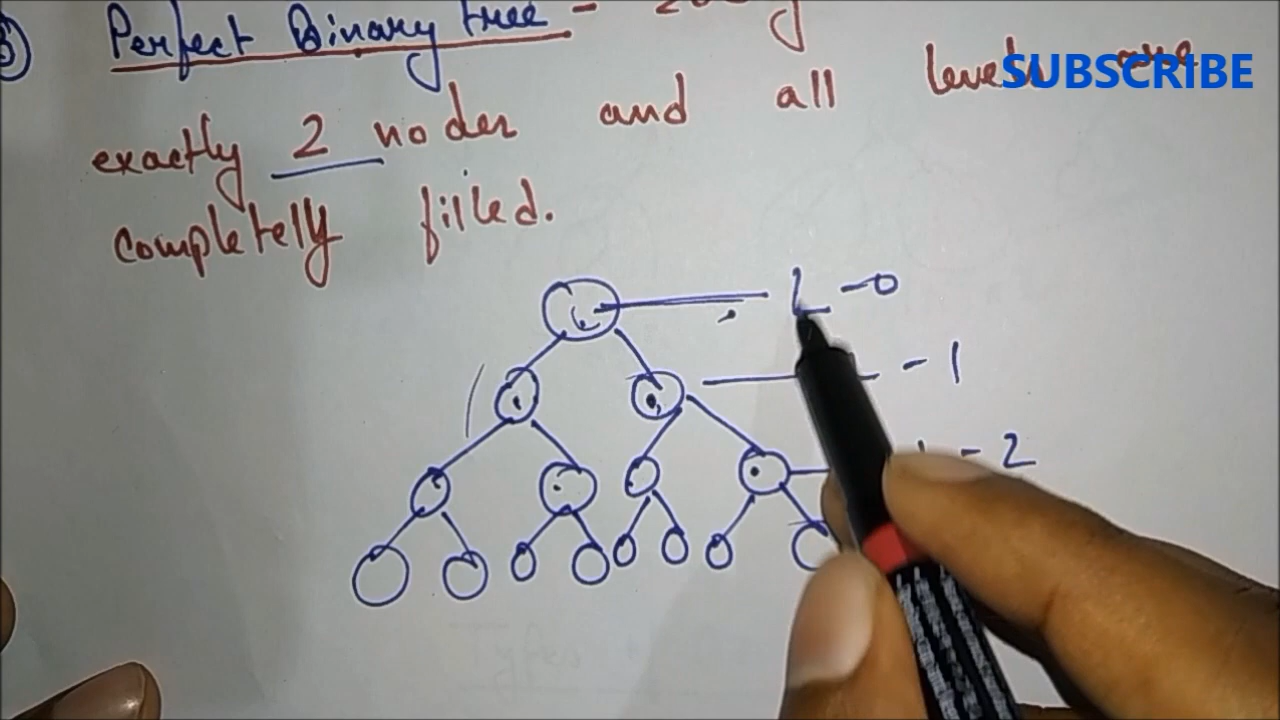 Perfect Binary tree -
SUBSCRIBE
exactly 2 nodes and all levels are
completely filled.
L - 0
- 1
- 2